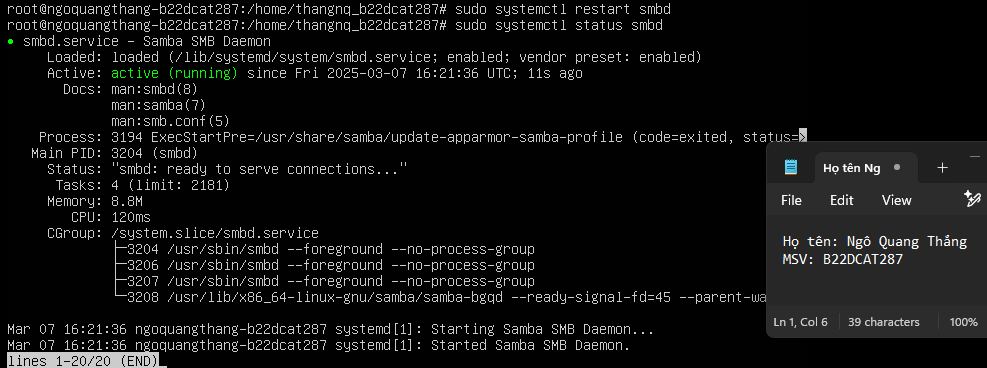 root@ngoquangthang-b22dcat287:/home/thangnq_b22dcat287# sudo systemctl restart smbd
root@ngoquangthang-b22dcat287:/home/thangnq_b22dcat287# sudo systemctl status smbd
● smbd.service - Samba SMB Daemon
Loaded: loaded (/lib/systemd/system/smbd.service; enabled; vendor preset: enabled)
Active: active (running) since Fri 2025-03-07 16:21:36 UTC; 11s ago
Docs: man:smbd(8)
man:samba(7)
man:smb.conf(5)
Process: 3194 ExecStartPre=/usr/share/samba/update-apparmor-samba-profile (code=exited, status=>
Main PID: 3204 (smbd)
Status: "smbd: ready to serve connections..."
Tasks: 4 (limit: 2181)
Memory: 8.8M
CPU: 120ms
CGroup: /system.slice/smbd.service
├─3204 /usr/sbin/smbd --foreground --no-process-group
├─3206 /usr/sbin/smbd --foreground --no-process-group
├─3207 /usr/sbin/smbd --foreground --no-process-group
└─3208 /usr/lib/x86_64-linux-gnu/samba/samba-bgqd --ready-signal-fd=45 --parent-wa
Mar 07 16:21:36 ngoquangthang-b22dcat287 systemd[1]: Starting Samba SMB Daemon...
Mar 07 16:21:36 ngoquangthang-b22dcat287 systemd[1]: Started Samba SMB Daemon.
lines 1-20/20 (END)
Họ tên Ng
File Edit View
Họ tên: Ngô Quang Thắng
MSV: B22DCAT287
Ln 1, Col 6 39 characters 100%